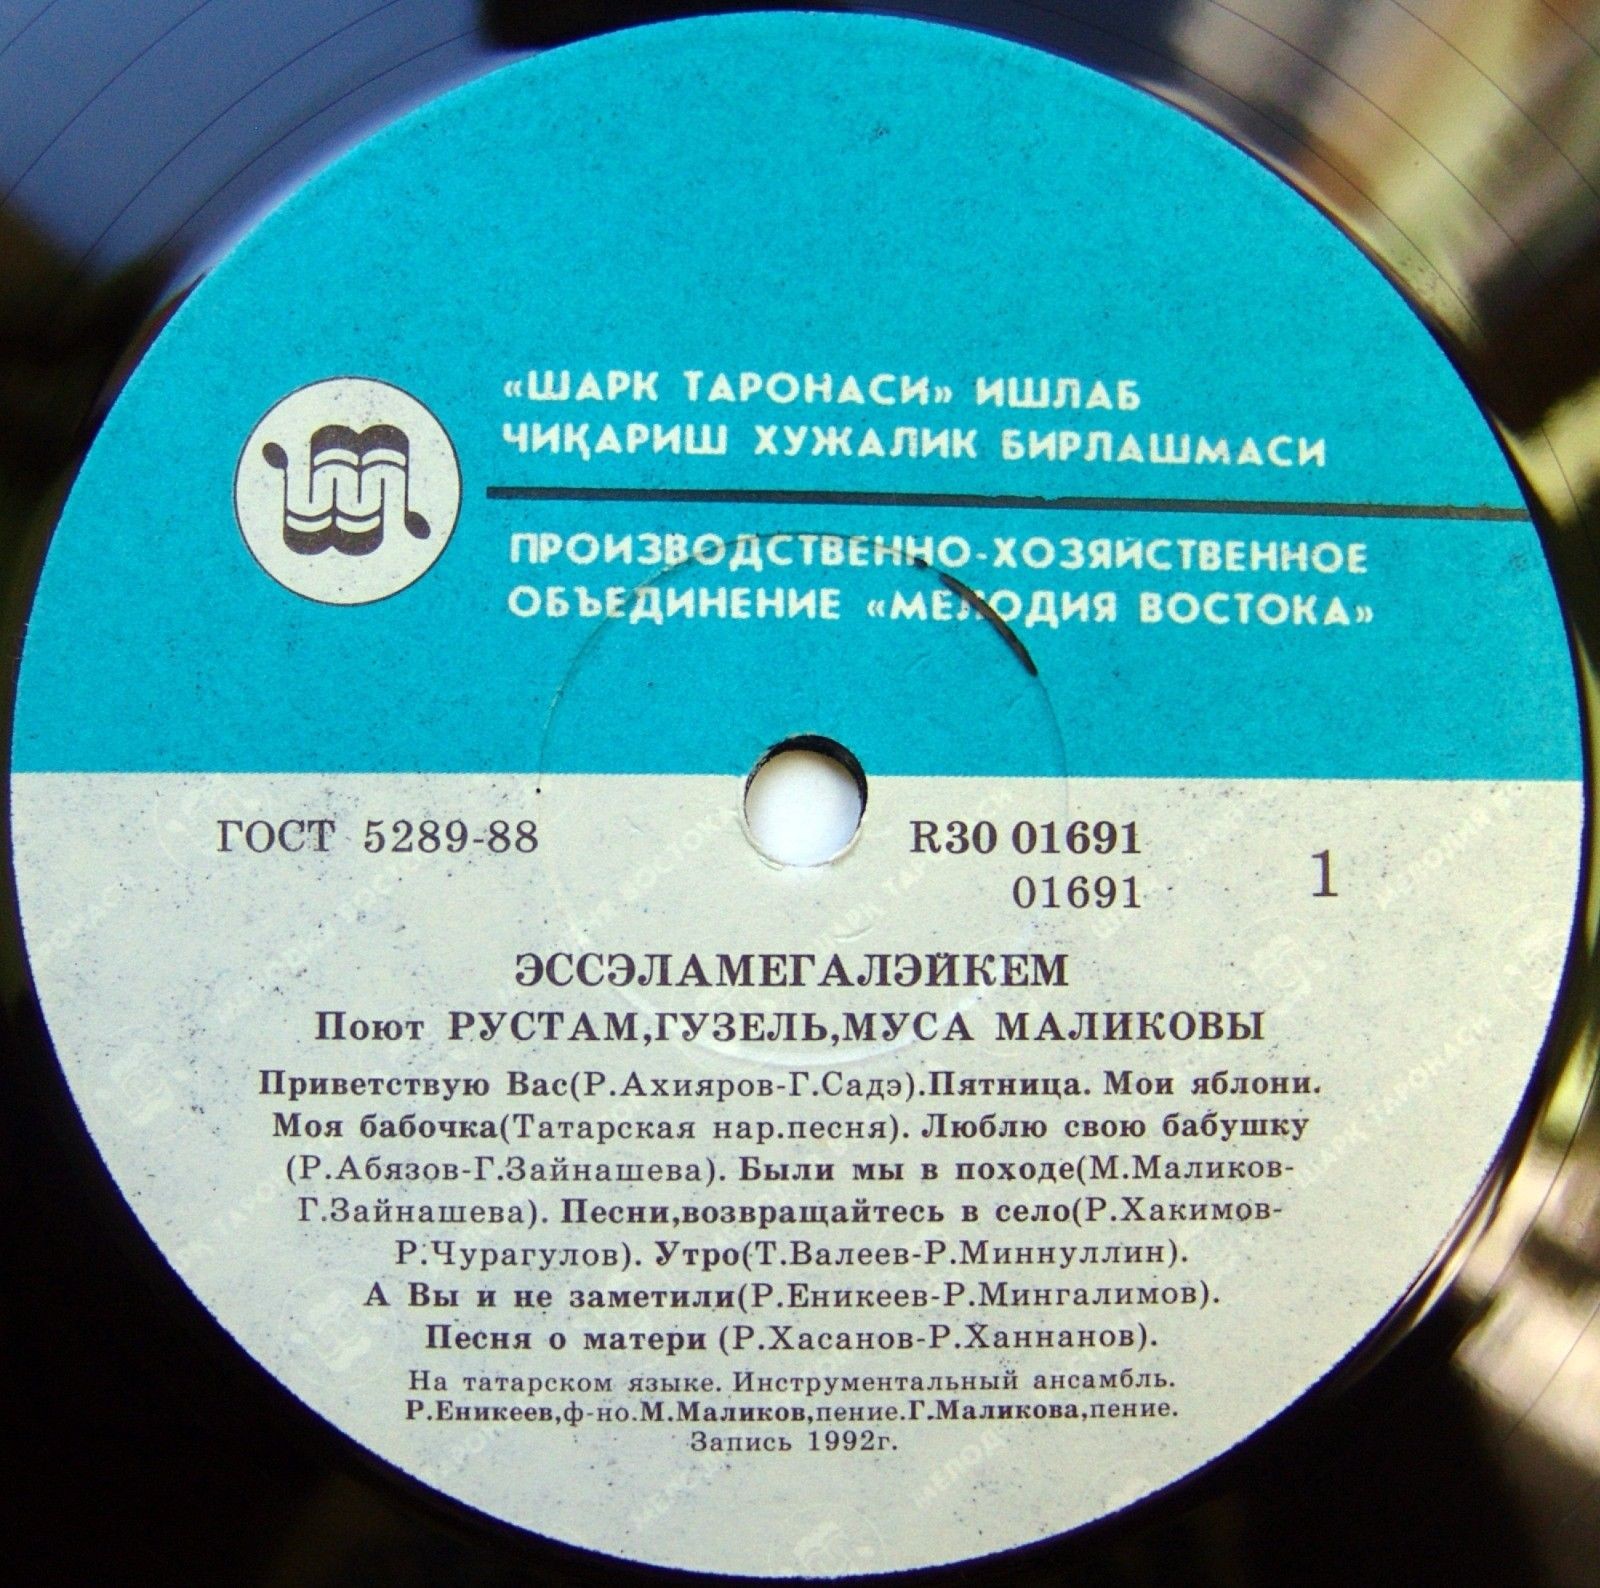 «ШАРК ТАРОНАСИ» ИШЛАБ
ЧИҚАРИШ ХУЖАЛИК БИРЛАШМАСИ
ПРОИЗВОДСТВЕННО-ХОЗЯЙСТВЕННОЕ
ОБЪЕДИНЕНИЕ «МЕЛОДИЯ ВОСТОКА»
ГОСТ 5289-88
R30 01691
01691
1
ЭССЭЛАМЕГАЛЭЙКЕМ
Поют РУСТАМ,ГУЗЕЛЬ,МУСА МАЛИКОВЫ
Приветствую Вас(Р.Ахияров-Г.Садэ).Пятница. Мои яблони.
Моя бабочка(Татарская нар.песня). Люблю свою бабушку
(Р.Абязов-Г.Зайнашева). Были мы в походе(М.Маликов-
Г.Зайнашева). Песни,возвращайтесь в село(Р.Хакимов-
Р.Чурагулов). Утро(Т.Валеев-Р.Миннуллин).
А Вы и не заметили(Р.Еникеев-Р.Мингалимов).
Песня о матери (Р.Хасанов-Р.Ханнанов).
На татарском языке. Инструментальный ансамбль.
Р.Еникеев,ф-но.М.Маликов,пение.Г.Маликова,пение.
Запись 1992г.